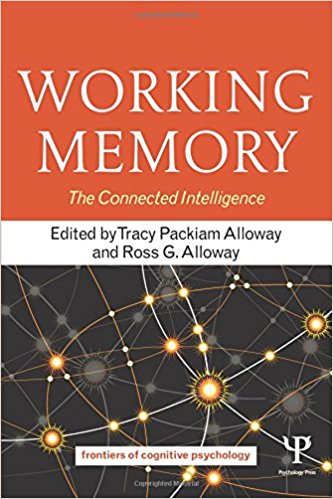 WORKING
MEMORY
The Connected Intelligence
Edited by Tracy Packiam Alloway
and Ross G. Alloway
frontiers of cognitive psychology
Psychology Press